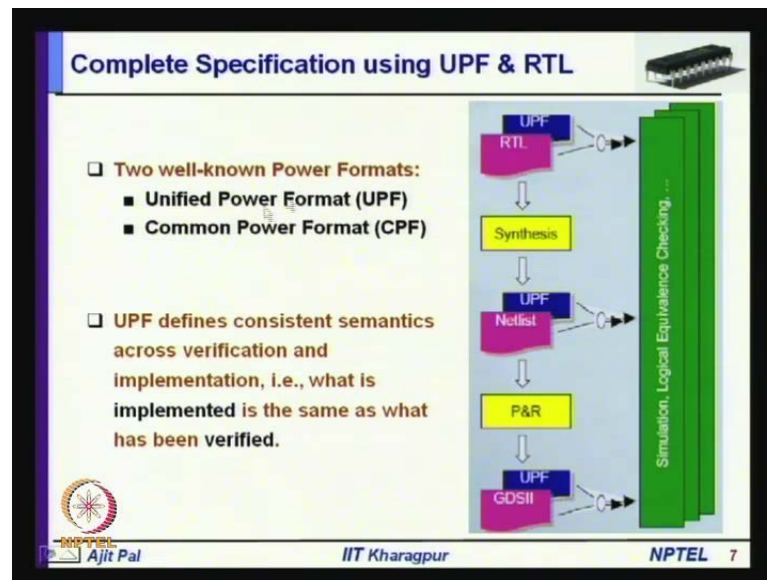 Complete Specification using UPF & RTL
Two well-known Power Formats:
Unified Power Format (UPF)
Common Power Format (CPF)
UPF defines consistent semantics
across verification and
implementation, i.e., what is
implemented is the same as what
has been verified.
UPF
RTL
Synthesis
UPF
Netlist
P&R
UPF
GDSII
Simulation, Logical Equivalence Checking, ...
NPTEL
Ajit Pal
IIT Kharagpur
NPTEL 7